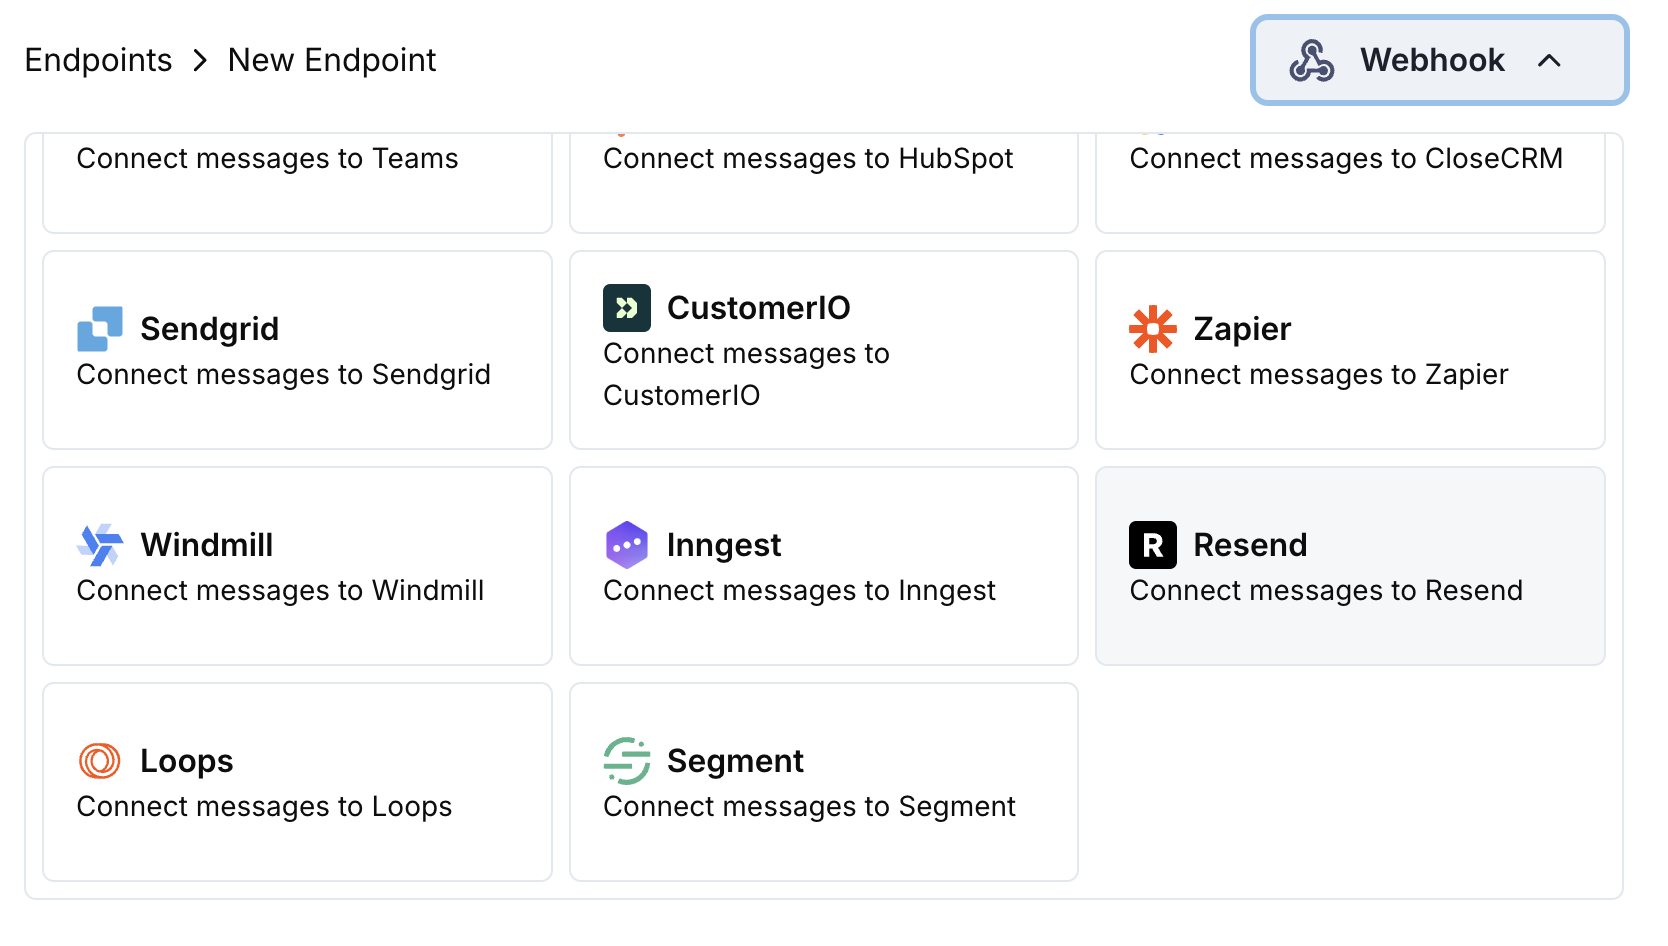 Endpoints > New Endpoint
Webhook
Connect messages to Teams
Connect messages to HubSpot
Connect messages to CloseCRM
Sendgrid
Connect messages to Sendgrid
CustomerIO
Connect messages to
CustomerIO
Zapier
Connect messages to Zapier
Windmill
Connect messages to Windmill
Inngest
Connect messages to Inngest
R Resend
Connect messages to Resend
Loops
Connect messages to Loops
Segment
Connect messages to Segment